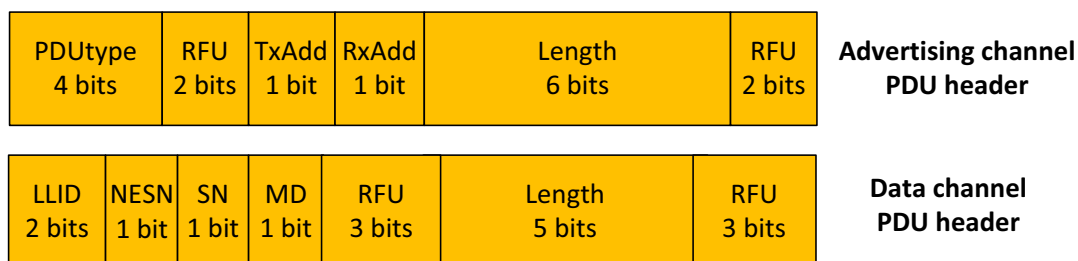 PDUtype RFU TxAdd RxAdd Length RFU Advertising channel
4 bits 2 bits 1 bit 1 bit 6 bits 2 bits PDU header
LLID NESN SN MD RFU Length RFU Data channel
2 bits 1 bit 1 bit 1 bit 3 bits 5 bits 3 bits PDU header